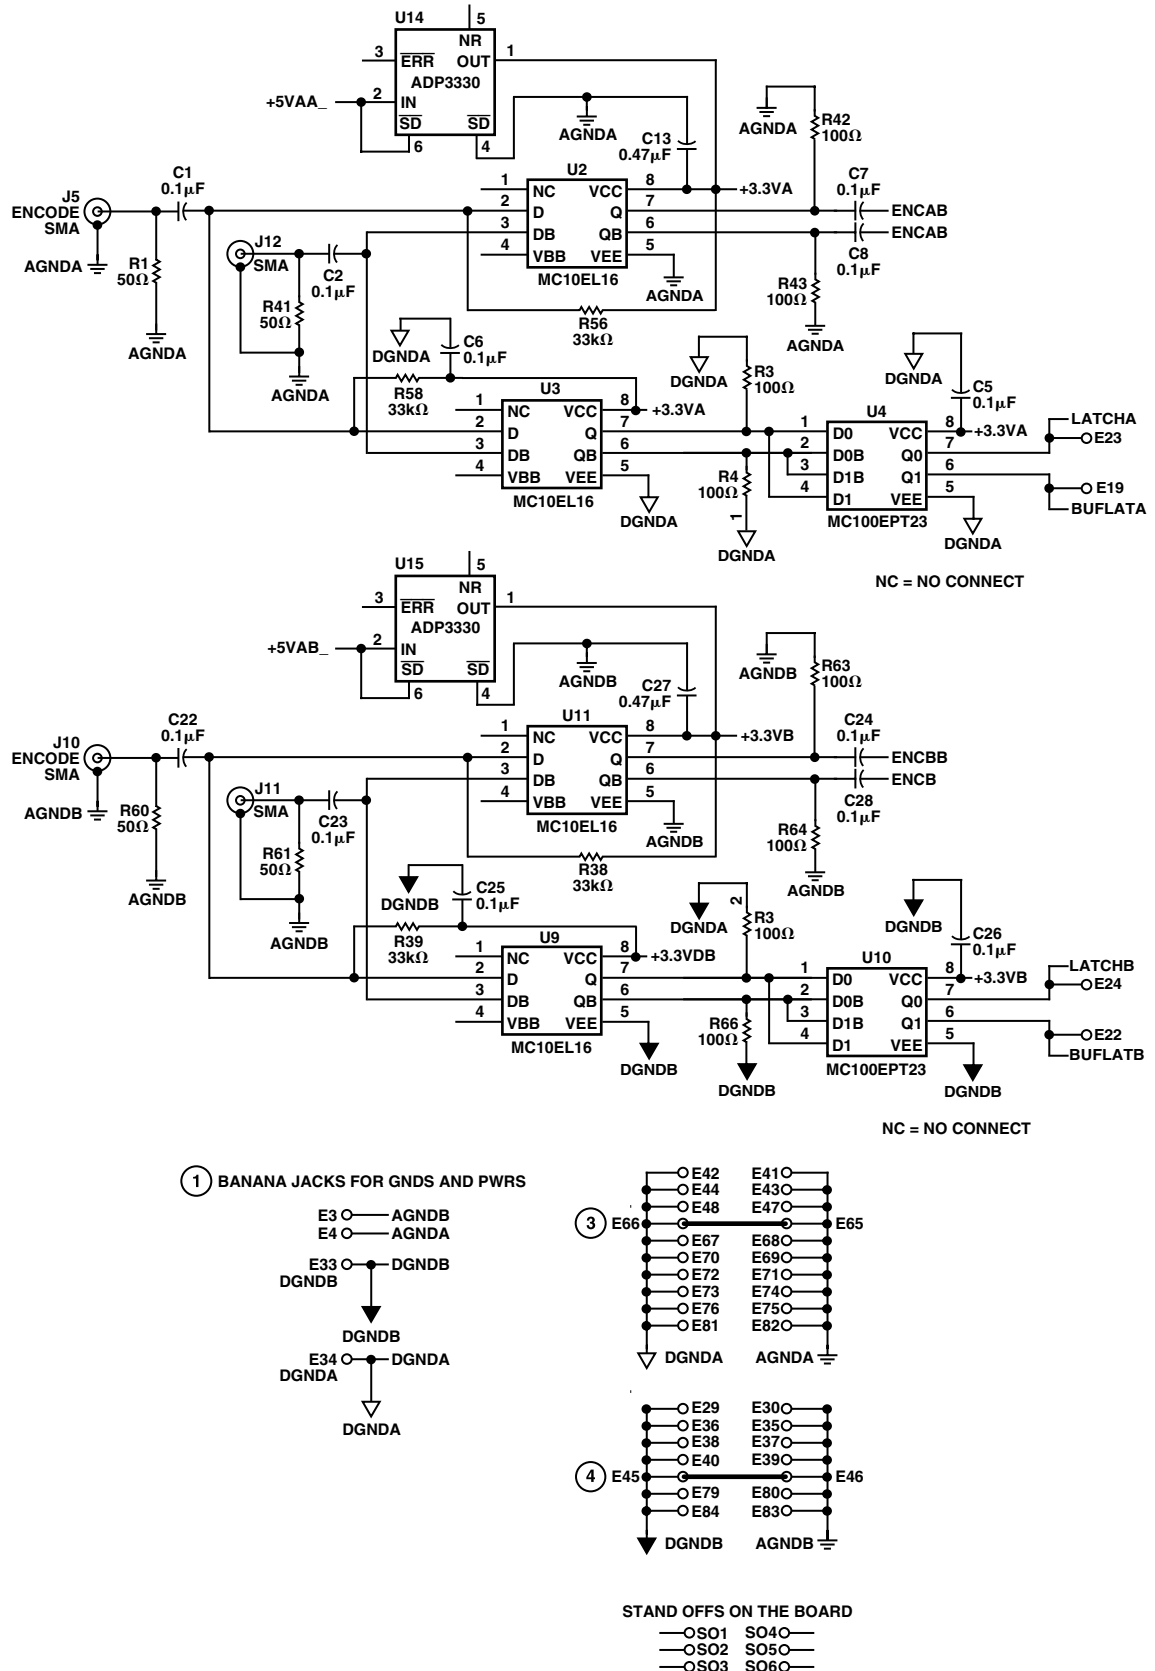 U14
5
NR
3 ERR OUT 1
ADP3330
+5VAA_ 2 IN
SD SD
6 4
AGNDA
C13
0.47µF
AGNDA
R42
100Ω
J5
ENCODE
SMA
AGNDA
C1
0.1µF
R1
50Ω
AGNDA
J12
SMA
C2
0.1µF
R41
50Ω
AGNDA
U2
1 NC VCC 8 +3.3VA
2 D Q 7
3 DB QB 6
4 VBB VEE 5
MC10EL16
AGNDA
C7
0.1µF
ENCAB
ENCAB
C8
0.1µF
R43
100Ω
AGNDA
R56
33kΩ
DGNDA
C6
0.1µF
R58
33kΩ
U3
1 NC VCC 8 +3.3VA
2 D Q 7
3 DB QB 6
4 VBB VEE 5
MC10EL16
DGNDA
DGNDA
R3
100Ω
R4
100Ω
1
DGNDA
DGNDA
C5
0.1µF
U4
1 D0 VCC 8 +3.3VA
2 D0B Q0 7
3 D1B Q1 6
4 D1 VEE 5
MC100EPT23
DGNDA
LATCHA
E23
E19
BUFLATA
NC = NO CONNECT
U15
5
NR
3 ERR OUT 1
ADP3330
+5VAB_ 2 IN
SD SD
6 4
AGNDB
C27
0.47µF
AGNDB
R63
100Ω
J10
ENCODE
SMA
AGNDB
C22
0.1µF
R60
50Ω
AGNDB
J11
SMA
C23
0.1µF
R61
50Ω
AGNDB
U11
1 NC VCC 8 +3.3VB
2 D Q 7
3 DB QB 6
4 VBB VEE 5
MC10EL16
AGNDB
C24
0.1µF
ENCBB
ENCB
C28
0.1µF
R64
100Ω
AGNDB
R38
33kΩ
DGNDB
C25
0.1µF
R39
33kΩ
U9
1 NC VCC 8 +3.3VDB
2 D Q 7
3 DB QB 6
4 VBB VEE 5
MC10EL16
DGNDB
DGNDA
2
R3
100Ω
R66
100Ω
DGNDB
DGNDB
C26
0.1µF
U10
1 D0 VCC 8 +3.3VB
2 D0B Q0 7
3 D1B Q1 6
4 D1 VEE 5
MC100EPT23
DGNDB
LATCHB
E24
E22
BUFLATB
NC = NO CONNECT
1 BANANA JACKS FOR GNDS AND PWRS
E3 AGNDB
E4 AGNDA
E33 DGNDB
DGNDB
DGNDB
E34 DGNDA
DGNDA
DGNDA
E42 E41
E44 E43
E48 E47
3 E66 E65
E67 E68
E70 E69
E72 E71
E73 E74
E76 E75
E81 E82
DGNDA AGNDA
E29 E30
E36 E35
E38 E37
E40 E39
4 E45 E46
E79 E80
E84 E83
DGNDB AGNDB
STAND OFFS ON THE BOARD
SO1 SO4
SO2 SO5
SO3 SO6